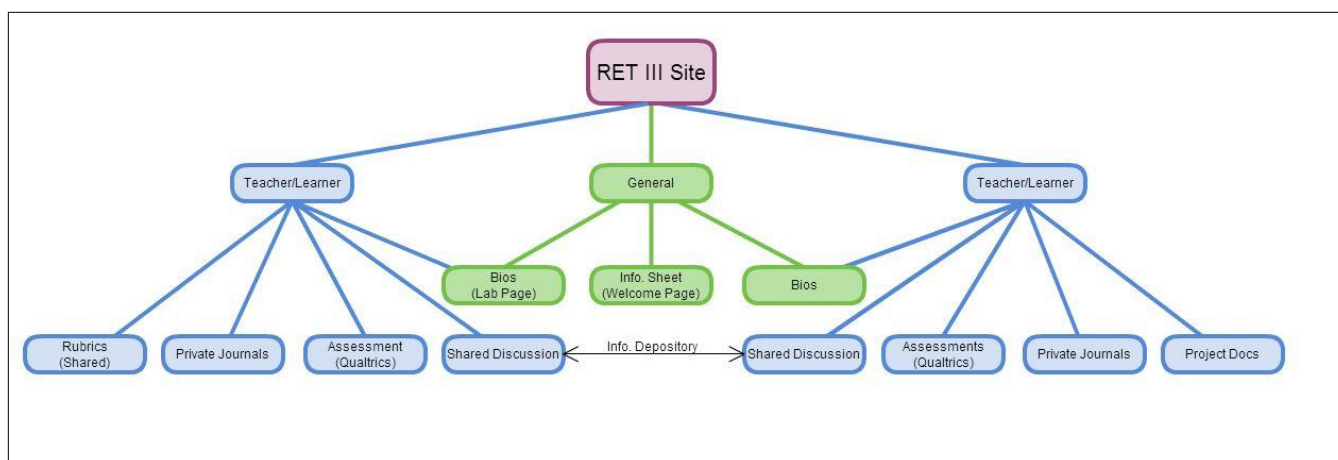 RET III Site
Teacher/Learner
General
Teacher/Learner
Bios
(Lab Page)
Info. Sheet
(Welcome Page)
Bios
Rubrics
(Shared)
Private Journals
Assessment
(Qualtrics)
Shared Discussion
Info. Depository
Shared Discussion
Assessments
(Qualtrics)
Private Journals
Project Docs